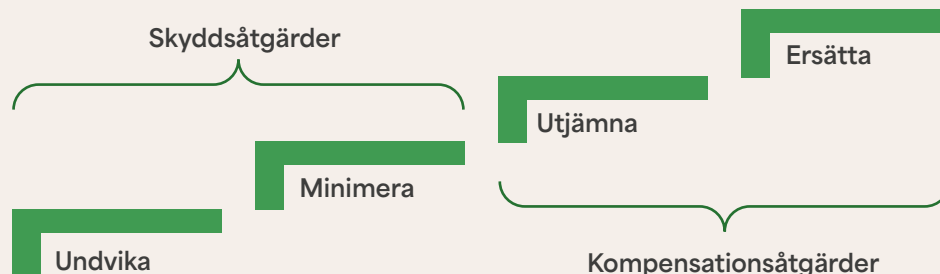 Skyddsåtgärder
Ersätta
Utjämna
Minimera
Undvika
Kompensationsåtgärder